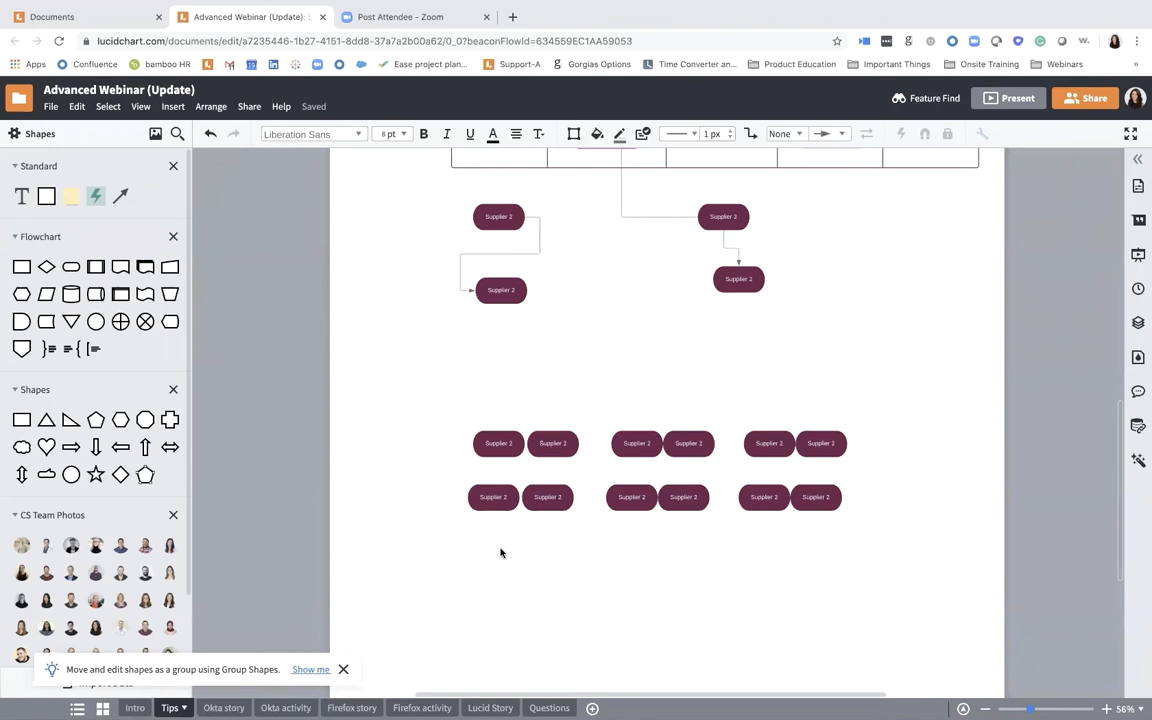 Documents
Advanced Webinar (Update): L
Post Attendee - Zoom
lucidchart.com/documents/edit/a7235446-1b27-4151-8dd8-37a7a2b00a62/0_0?beaconFlowId=634559EC1AA59053
Apps
Confluence
bamboo HR
Ease project plan...
Support-A
Gorgias Options
Time Converter an...
Product Education
Important Things
Onsite Training
Webinars
Advanced Webinar (Update)
File Edit Select View Insert Arrange Share Help Saved
Feature Find
Present
Share
Shapes
Liberation Sans
8 pt
B I U A T
1 px
None
Standard
T
Flowchart
Shapes
CS Team Photos
Supplier 2 Supplier 2
Supplier 2
Supplier 2
Supplier 2 Supplier 2 Supplier 2 Supplier 2 Supplier 2 Supplier 2
Supplier 2 Supplier 2 Supplier 2 Supplier 2 Supplier 2 Supplier 2
Move and edit shapes as a group using Group Shapes. Show me
Intro Tips Okta story Okta activity Firefox story Firefox activity Lucid Story Questions
56%